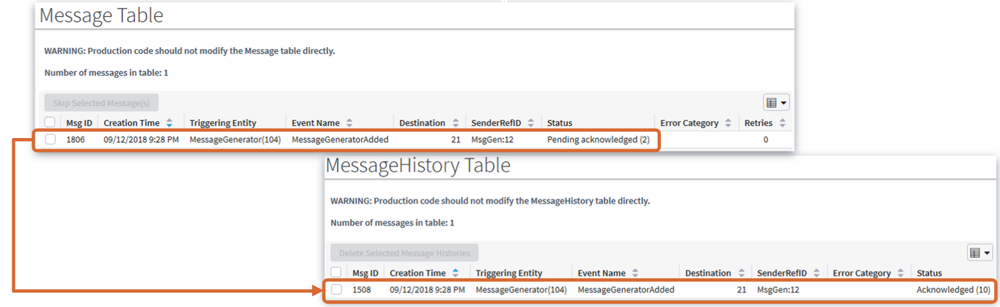 Message Table
WARNING: Production code should not modify the Message table directly.
Number of messages in table: 1
Skip Selected Message(s)
Msg ID Creation Time Triggering Entity Event Name Destination SenderRefID Status Error Category Retries
1806 09/12/2018 9:28 PM MessageGenerator(104) MessageGeneratorAdded 21 MsgGen:12 Pending acknowledged (2) 0
MessageHistory Table
WARNING: Production code should not modify the MessageHistory table directly.
Number of messages in table: 1
Delete Selected Message Histories
Msg ID Creation Time Triggering Entity Event Name Destination SenderRefID Error Category Status
1508 09/12/2018 9:28 PM MessageGenerator(104) MessageGeneratorAdded 21 MsgGen:12 Acknowledged (10)